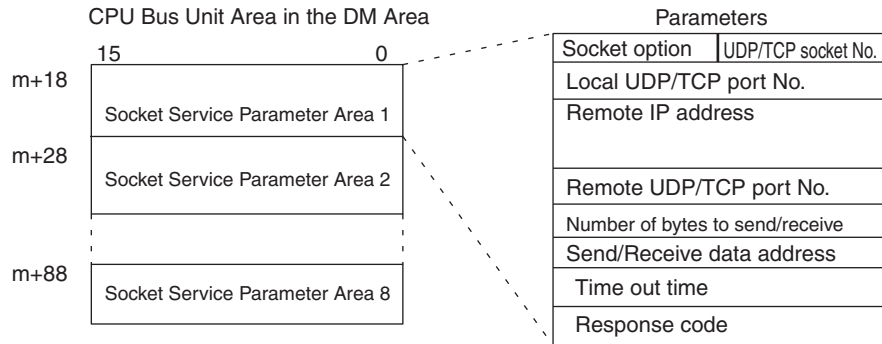 CPU Bus Unit Area in the DM Area
15 0
m+18
Socket Service Parameter Area 1
m+28
Socket Service Parameter Area 2
m+88
Socket Service Parameter Area 8
Parameters
Socket option UDP/TCP socket No.
Local UDP/TCP port No.
Remote IP address
Remote UDP/TCP port No.
Number of bytes to send/receive
Send/Receive data address
Time out time
Response code